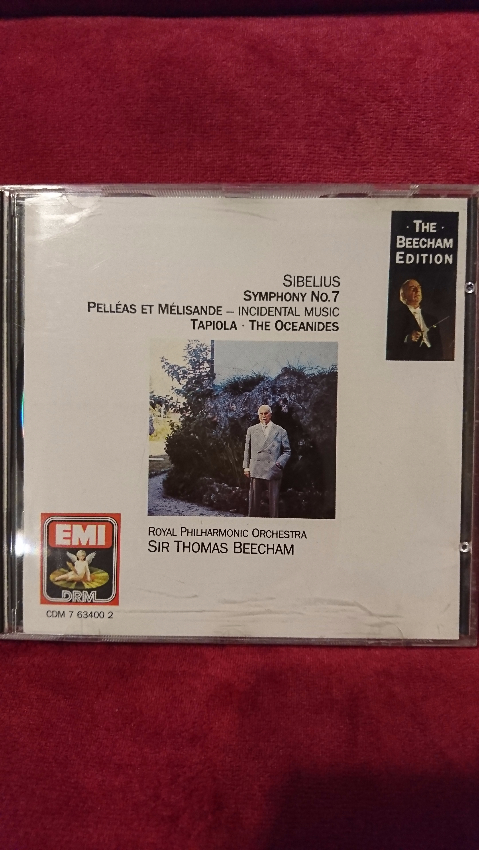 · THE ·
BEECHAM
EDITION
SIBELIUS
SYMPHONY NO.7
PELLÉAS ET MÉLISANDE – INCIDENTAL MUSIC
TAPIOLA · THE OCEANIDES
ROYAL PHILHARMONIC ORCHESTRA
SIR THOMAS BEECHAM
EMI
DRM
CDM 7 63400 2